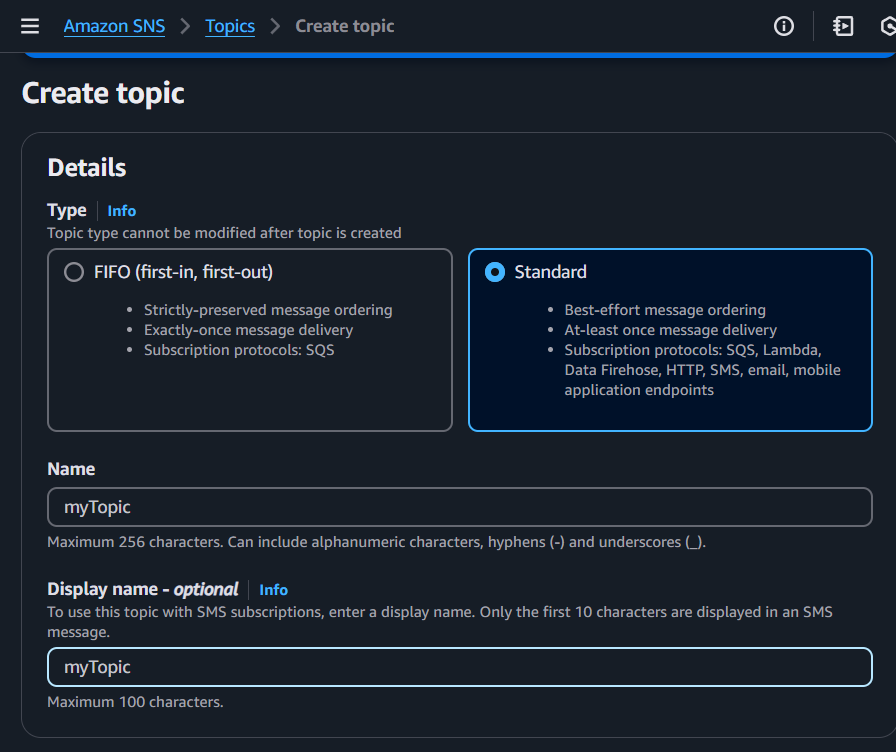 Amazon SNS > Topics > Create topic
Create topic
Details
Type | Info
Topic type cannot be modified after topic is created
FIFO (first-in, first-out)
• Strictly-preserved message ordering
• Exactly-once message delivery
• Subscription protocols: SQS
Standard
• Best-effort message ordering
• At-least once message delivery
• Subscription protocols: SQS, Lambda,
Data Firehose, HTTP, SMS, email, mobile
application endpoints
Name
myTopic
Maximum 256 characters. Can include alphanumeric characters, hyphens (-) and underscores (_).
Display name - optional | Info
To use this topic with SMS subscriptions, enter a display name. Only the first 10 characters are displayed in an SMS
message.
myTopic
Maximum 100 characters.